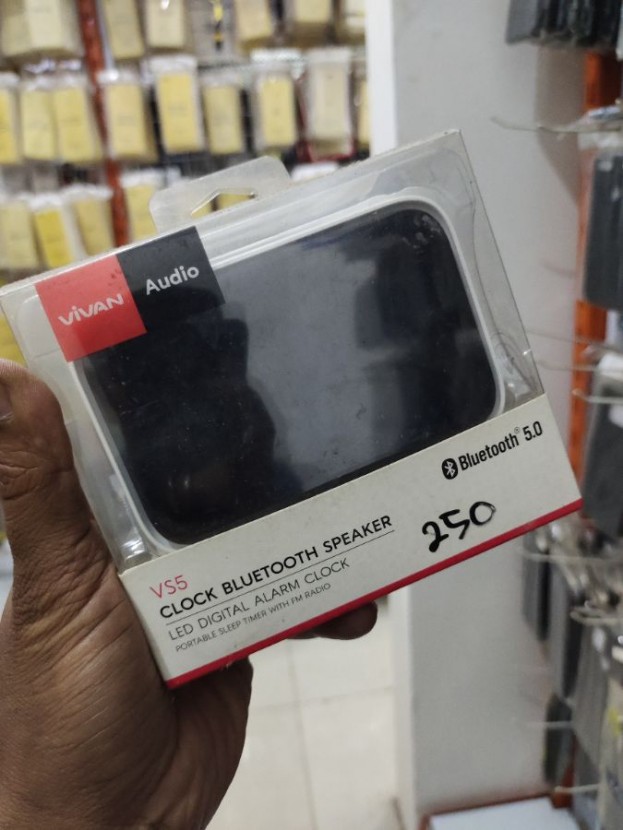 ViVAN
Audio
Bluetooth® 5.0
VS5
CLOCK BLUETOOTH SPEAKER
LED DIGITAL ALARM CLOCK
PORTABLE SLEEP TIMER WITH FM RADIO
250